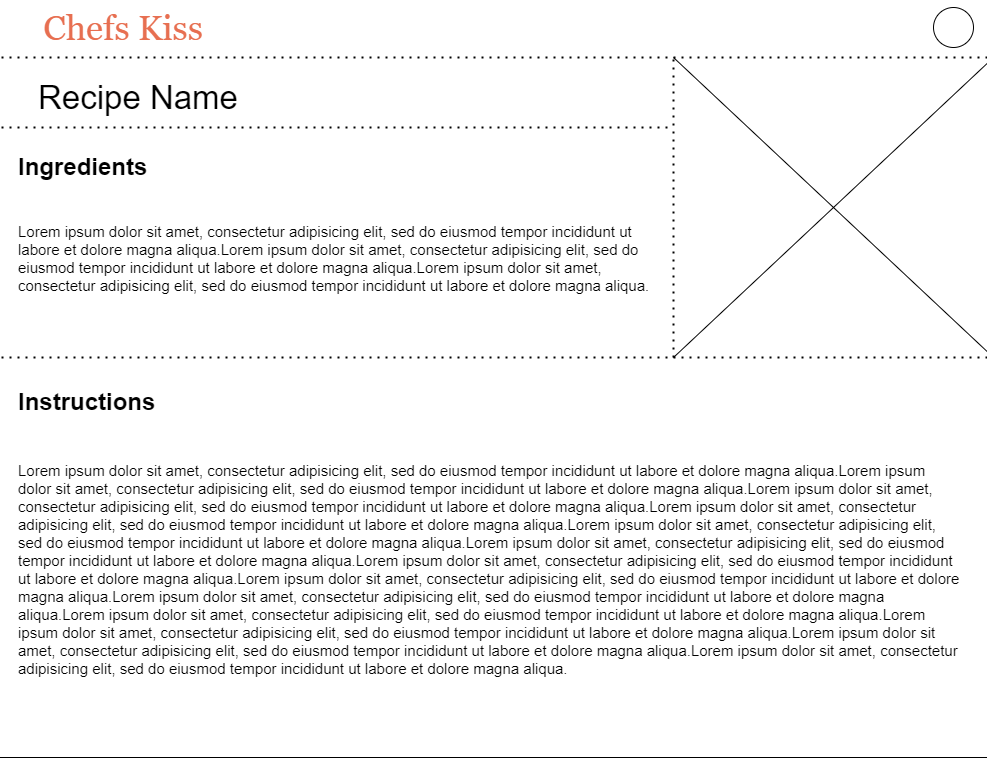 Chefs Kiss
Recipe Name
Ingredients
Lorem ipsum dolor sit amet, consectetur adipisicing elit, sed do eiusmod tempor incididunt ut
labore et dolore magna aliqua.Lorem ipsum dolor sit amet, consectetur adipisicing elit, sed do
eiusmod tempor incididunt ut labore et dolore magna aliqua.Lorem ipsum dolor sit amet,
consectetur adipisicing elit, sed do eiusmod tempor incididunt ut labore et dolore magna aliqua.
Instructions
Lorem ipsum dolor sit amet, consectetur adipisicing elit, sed do eiusmod tempor incididunt ut labore et dolore magna aliqua.Lorem ipsum
dolor sit amet, consectetur adipisicing elit, sed do eiusmod tempor incididunt ut labore et dolore magna aliqua.Lorem ipsum dolor sit amet,
consectetur adipisicing elit, sed do eiusmod tempor incididunt ut labore et dolore magna aliqua.Lorem ipsum dolor sit amet, consectetur
adipisicing elit, sed do eiusmod tempor incididunt ut labore et dolore magna aliqua.Lorem ipsum dolor sit amet, consectetur adipisicing elit,
sed do eiusmod tempor incididunt ut labore et dolore magna aliqua.Lorem ipsum dolor sit amet, consectetur adipisicing elit, sed do eiusmod
tempor incididunt ut labore et dolore magna aliqua.Lorem ipsum dolor sit amet, consectetur adipisicing elit, sed do eiusmod tempor incididunt
ut labore et dolore magna aliqua.Lorem ipsum dolor sit amet, consectetur adipisicing elit, sed do eiusmod tempor incididunt ut labore et dolore
magna aliqua.Lorem ipsum dolor sit amet, consectetur adipisicing elit, sed do eiusmod tempor incididunt ut labore et dolore magna
aliqua.Lorem ipsum dolor sit amet, consectetur adipisicing elit, sed do eiusmod tempor incididunt ut labore et dolore magna aliqua.Lorem
ipsum dolor sit amet, consectetur adipisicing elit, sed do eiusmod tempor incididunt ut labore et dolore magna aliqua.Lorem ipsum dolor sit
amet, consectetur adipisicing elit, sed do eiusmod tempor incididunt ut labore et dolore magna aliqua.Lorem ipsum dolor sit amet, consectetur
adipisicing elit, sed do eiusmod tempor incididunt ut labore et dolore magna aliqua.